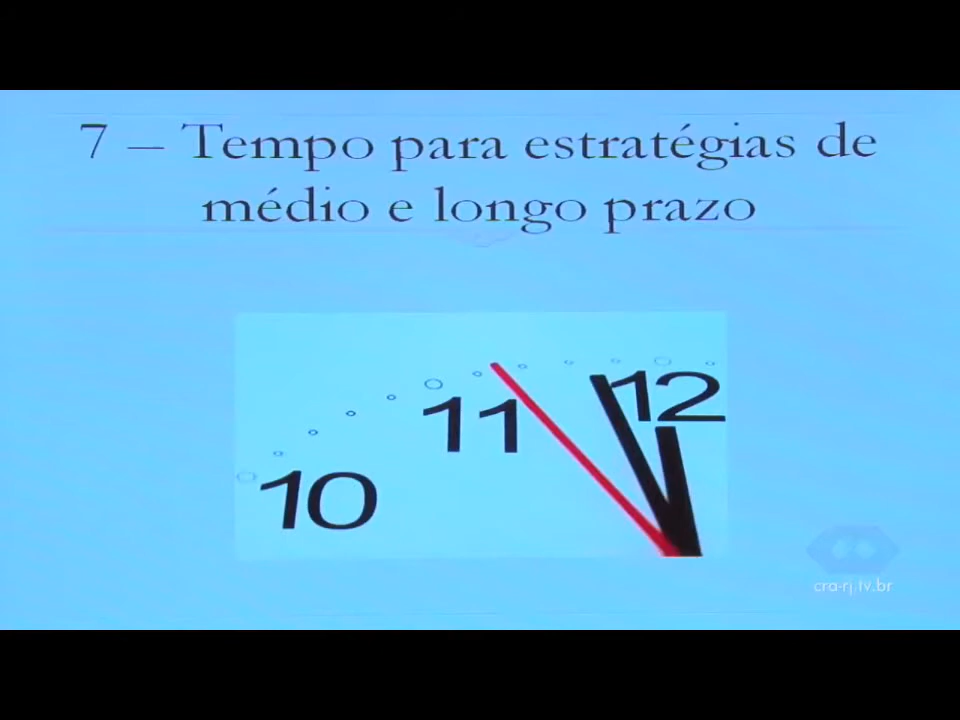 7 – Tempo para estratégias de
médio e longo prazo
12
11
10
cra-rj.tv.br